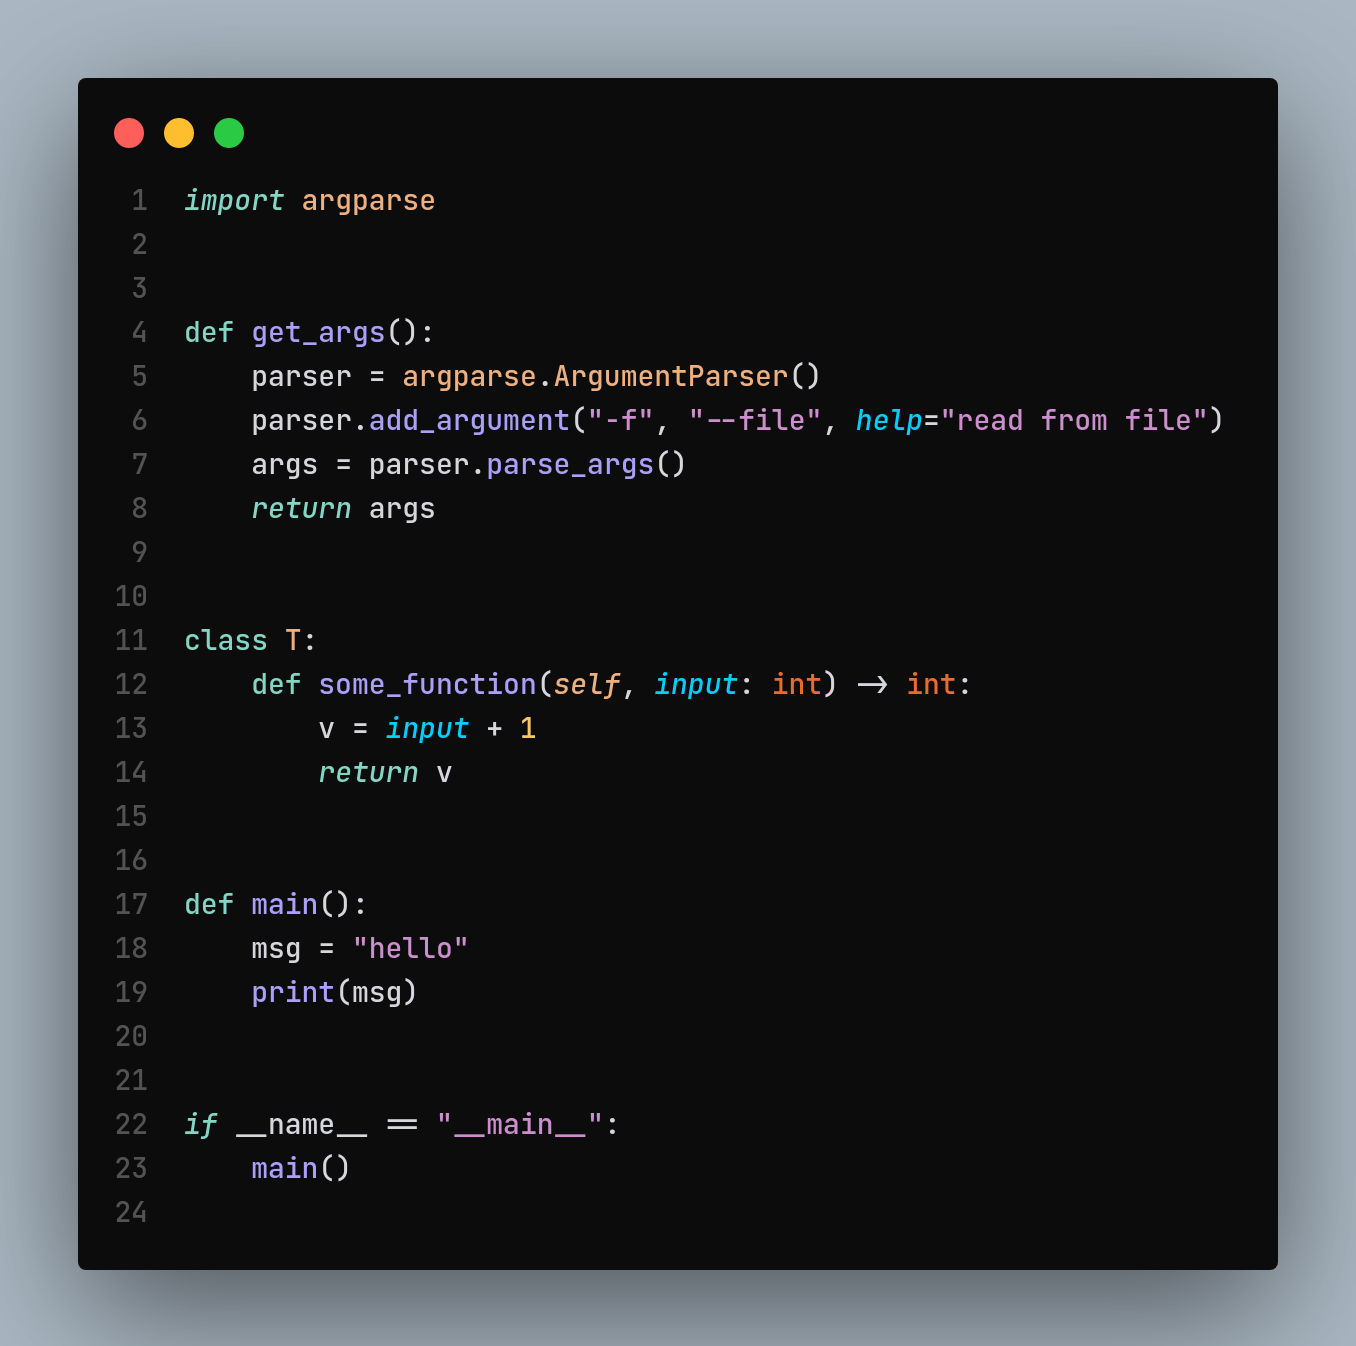 1 import argparse
2
3
4 def get_args():
5     parser = argparse.ArgumentParser()
6     parser.add_argument("-f", "--file", help="read from file")
7     args = parser.parse_args()
8     return args
9
10
11 class T:
12     def some_function(self, input: int) -> int:
13         v = input + 1
14         return v
15
16
17 def main():
18     msg = "hello"
19     print(msg)
20
21
22 if __name__ == "__main__":
23     main()
24